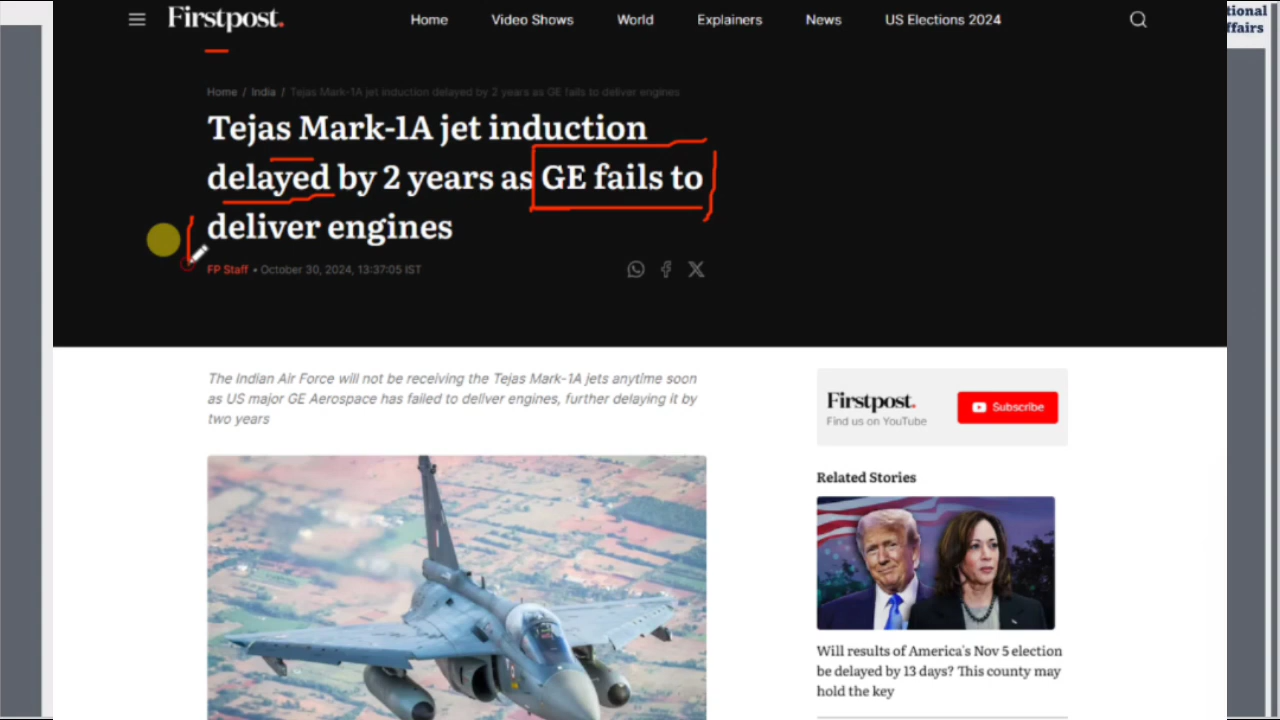 Firstpost.
Home Video Shows World Explainers News US Elections 2024
tional
ffairs
Home / India / Tejas Mark-1A jet induction delayed by 2 years as GE fails to deliver engines
Tejas Mark-1A jet induction
delayed by 2 years as GE fails to
deliver engines
FP Staff • October 30, 2024, 13:37:05 IST
The Indian Air Force will not be receiving the Tejas Mark-1A jets anytime soon
as US major GE Aerospace has failed to deliver engines, further delaying it by
two years
Firstpost.
Find us on YouTube
Subscribe
Related Stories
Will results of America's Nov 5 election
be delayed by 13 days? This county may
hold the key